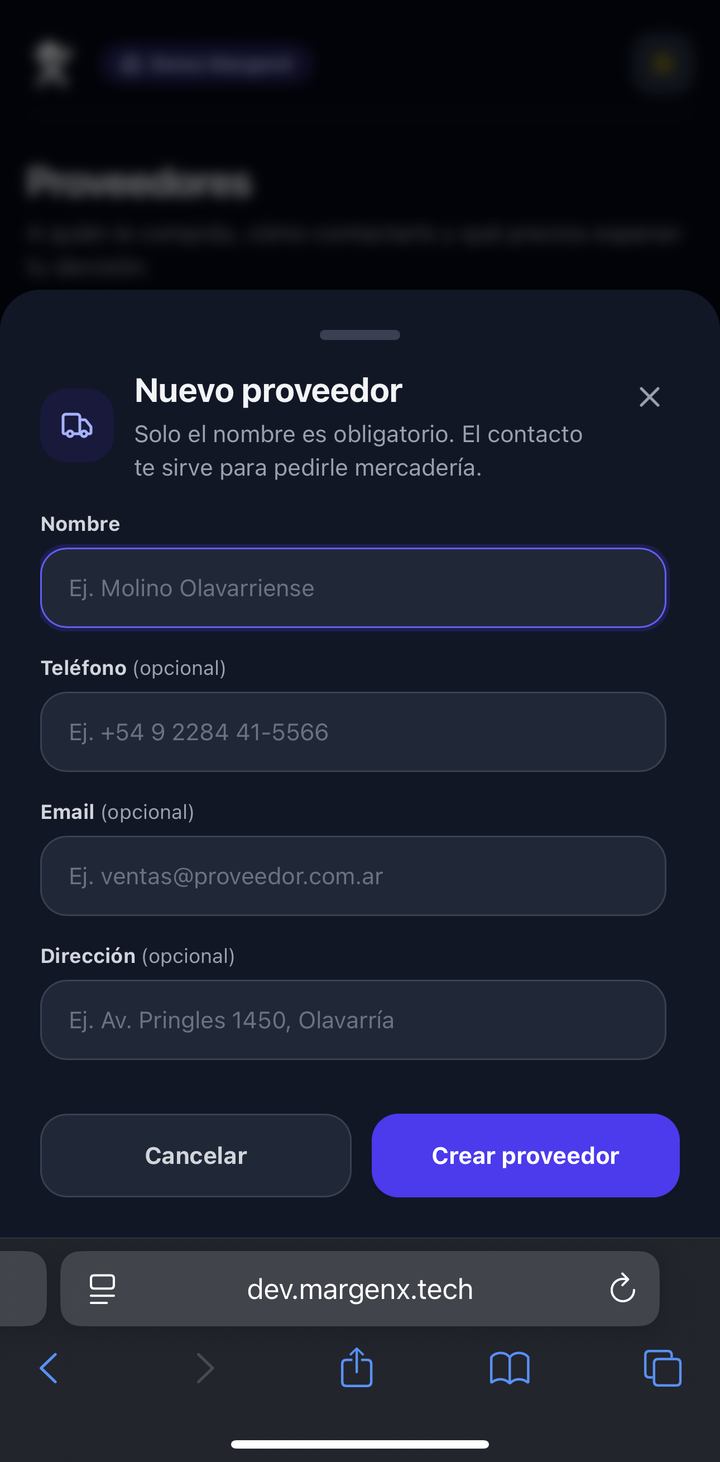 Proveedores
Nuevo proveedor
Solo el nombre es obligatorio. El contacto
te sirve para pedirle mercadería.
Nombre
Ej. Molino Olavarriense
Teléfono (opcional)
Ej. +54 9 2284 41-5566
Email (opcional)
Ej. ventas@proveedor.com.ar
Dirección (opcional)
Ej. Av. Pringles 1450, Olavarría
Cancelar
Crear proveedor
dev.margenx.tech